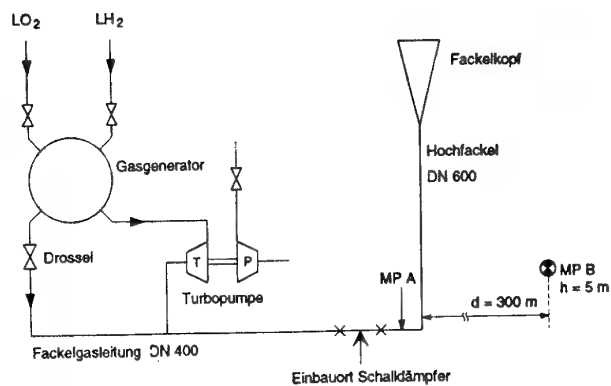 LO2
LH2
Fackelkopf
Gasgenerator
Hochfackel
DN 600
Drossel
T
P
Turbopumpe
MP A
MP B
h = 5 m
d = 300 m
Fackelgasleitung DN 400
Einbauort Schalldämpfer